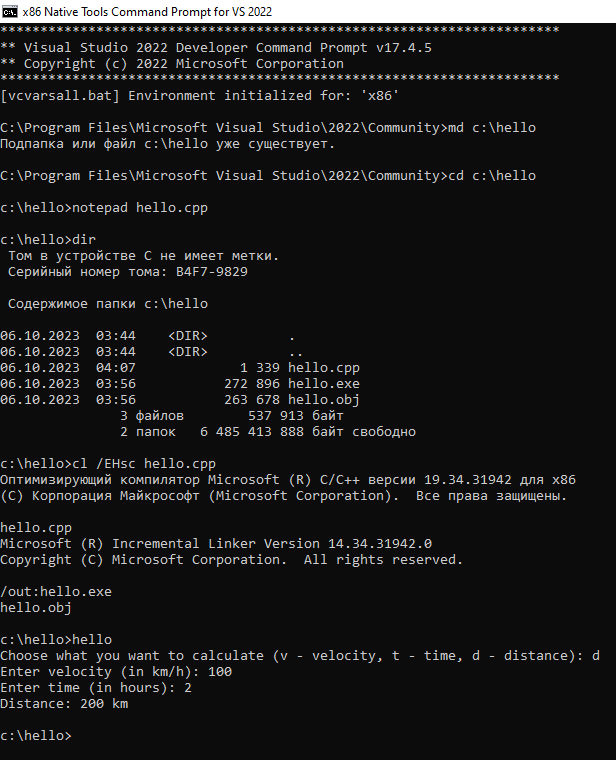 x86 Native Tools Command Prompt for VS 2022
**********************************************************************
** Visual Studio 2022 Developer Command Prompt v17.4.5
** Copyright (c) 2022 Microsoft Corporation
**********************************************************************
[vcvarsall.bat] Environment initialized for: 'x86'
C:\Program Files\Microsoft Visual Studio\2022\Community>md c:\hello
Подпапка или файл c:\hello уже существует.
C:\Program Files\Microsoft Visual Studio\2022\Community>cd c:\hello
c:\hello>notepad hello.cpp
c:\hello>dir
 Том в устройстве C не имеет метки.
 Серийный номер тома: B4F7-9829
 Содержимое папки c:\hello
06.10.2023  03:44    <DIR>          .
06.10.2023  03:44    <DIR>          ..
06.10.2023  04:07             1 339 hello.cpp
06.10.2023  03:56           272 896 hello.exe
06.10.2023  03:56           263 678 hello.obj
               3 файлов        537 913 байт
               2 папок   6 485 413 888 байт свободно
c:\hello>cl /EHsc hello.cpp
Оптимизирующий компилятор Microsoft (R) C/C++ версии 19.34.31942 для x86
(C) Корпорация Майкрософт (Microsoft Corporation).  Все права защищены.
hello.cpp
Microsoft (R) Incremental Linker Version 14.34.31942.0
Copyright (C) Microsoft Corporation.  All rights reserved.
/out:hello.exe
hello.obj
c:\hello>hello
Choose what you want to calculate (v - velocity, t - time, d - distance): d
Enter velocity (in km/h): 100
Enter time (in hours): 2
Distance: 200 km
c:\hello>